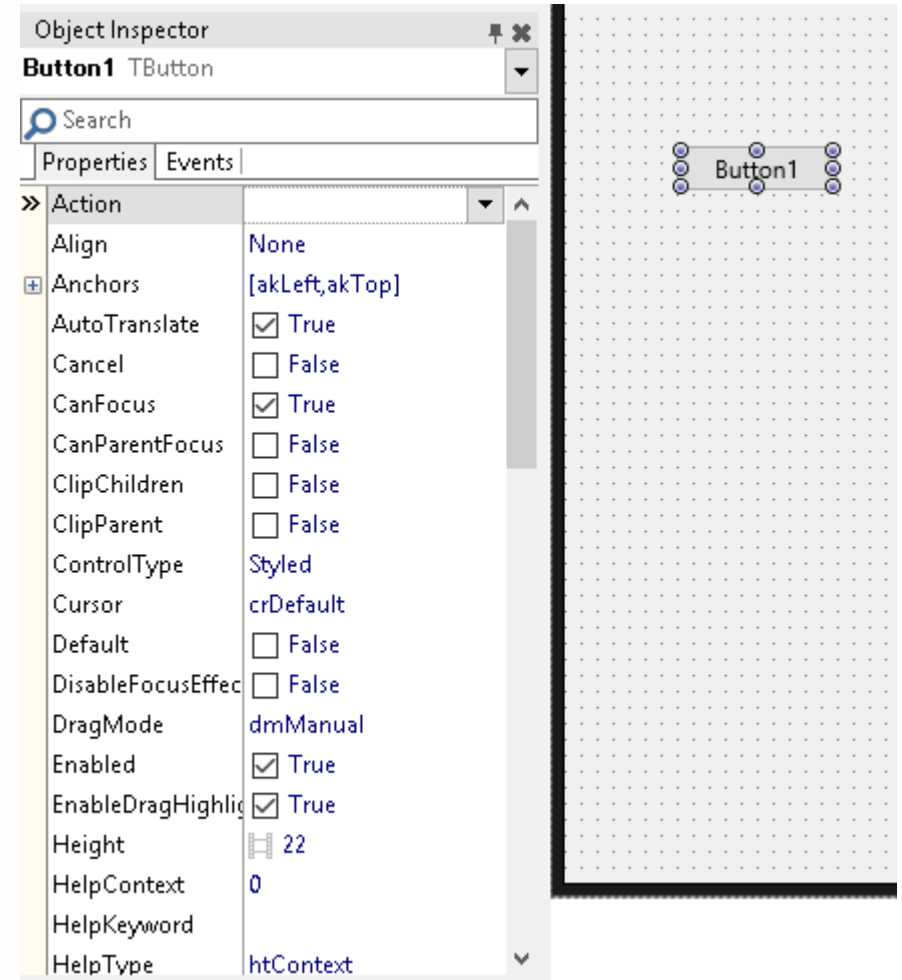 Object Inspector
Button1 TButton
Search
Properties Events
Action
Align None
Anchors [akLeft,akTop]
AutoTranslate True
Cancel False
CanFocus True
CanParentFocus False
ClipChildren False
ClipParent False
ControlType Styled
Cursor crDefault
Default False
DisableFocusEffec False
DragMode dmManual
Enabled True
EnableDragHighlig True
Height 22
HelpContext 0
HelpKeyword
HelpType htContext
Button1